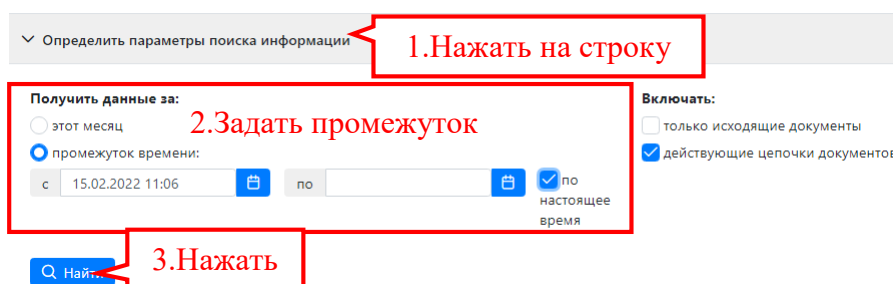 Определить параметры поиска информации
1.Нажать на строку
Получить данные за:
этот месяц
2.Задать промежуток
промежуток времени:
с 15.02.2022 11:06 по
по
настоящее
время
Включать:
только исходящие документы
действующие цепочки документов
Найти
3.Нажать